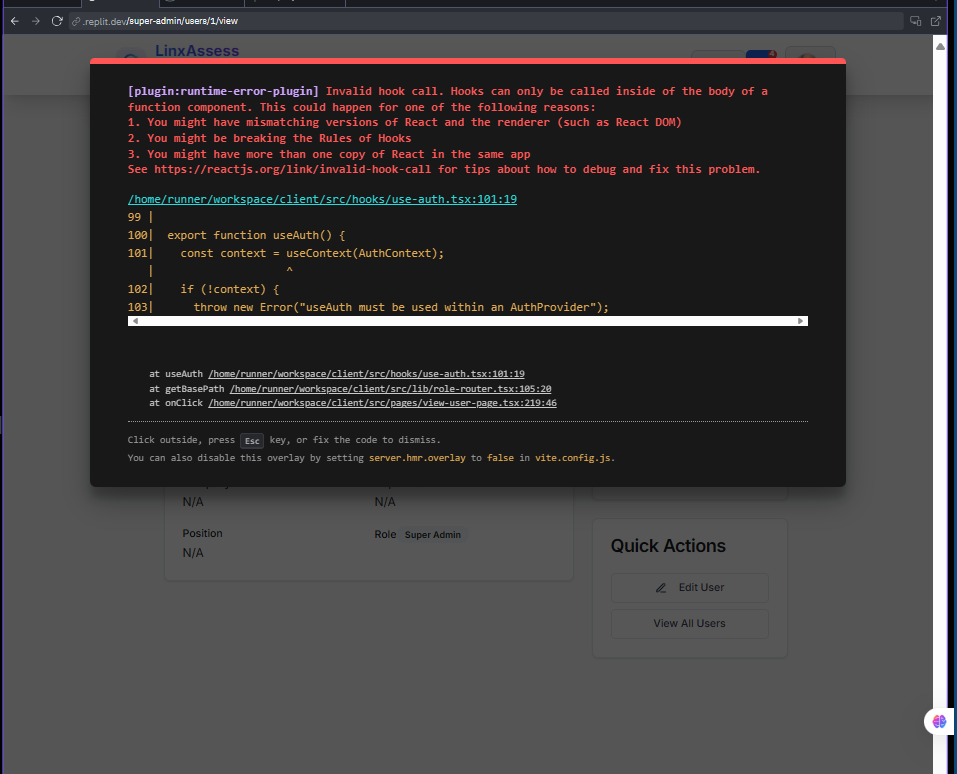 .replit.dev/super-admin/users/1/view
LinxAssess
[plugin:runtime-error-plugin] Invalid hook call. Hooks can only be called inside of the body of a
function component. This could happen for one of the following reasons:
1. You might have mismatching versions of React and the renderer (such as React DOM)
2. You might be breaking the Rules of Hooks
3. You might have more than one copy of React in the same app
See https://reactjs.org/link/invalid-hook-call for tips about how to debug and fix this problem.
/home/runner/workspace/client/src/hooks/use-auth.tsx:101:19
99 |
100|  export function useAuth() {
101|    const context = useContext(AuthContext);
   |                    ^
102|    if (!context) {
103|      throw new Error("useAuth must be used within an AuthProvider");
at useAuth /home/runner/workspace/client/src/hooks/use-auth.tsx:101:19
at getBasePath /home/runner/workspace/client/src/lib/role-router.tsx:105:20
at onClick /home/runner/workspace/client/src/pages/view-user-page.tsx:219:46
Click outside, press Esc key, or fix the code to dismiss.
You can also disable this overlay by setting server.hmr.overlay to false in vite.config.js.
N/A N/A
Position Role Super Admin
N/A
Quick Actions
Edit User
View All Users